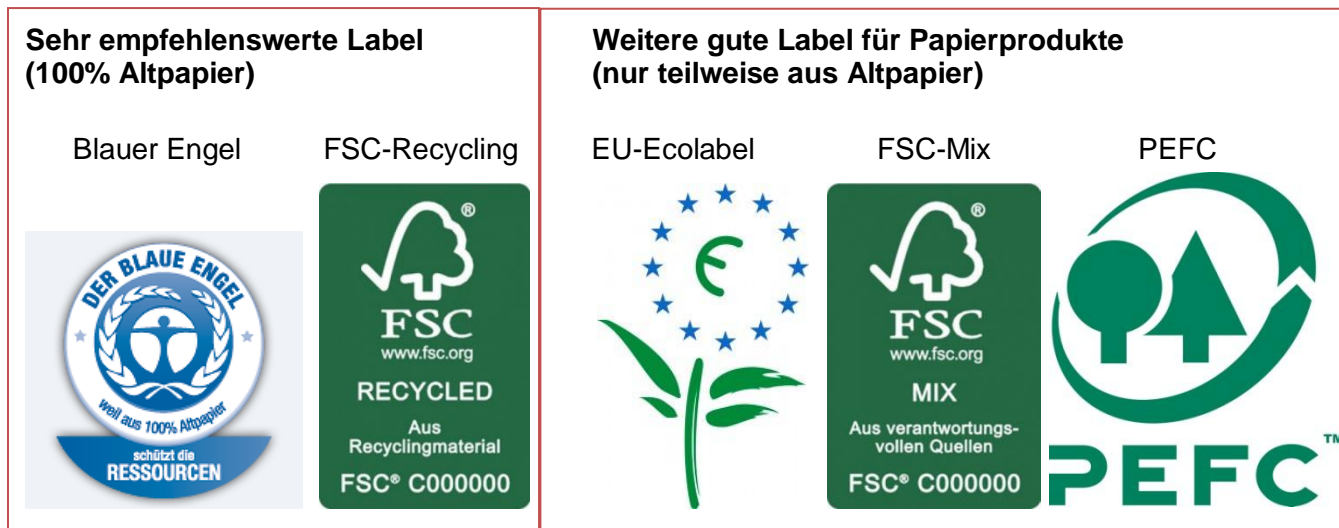 Sehr empfehlenswerte Label
(100% Altpapier)
Blauer Engel
FSC-Recycling
DER BLAUE ENGEL
weil aus 100% Altpapier
schützt die
RESSOURCEN
®
FSC
www.fsc.org
RECYCLED
Aus
Recyclingmaterial
FSC® C000000
Weitere gute Label für Papierprodukte
(nur teilweise aus Altpapier)
EU-Ecolabel
FSC-Mix
PEFC
€
®
FSC
www.fsc.org
MIX
Aus verantwortungs-
vollen Quellen
FSC® C000000
PEFC™